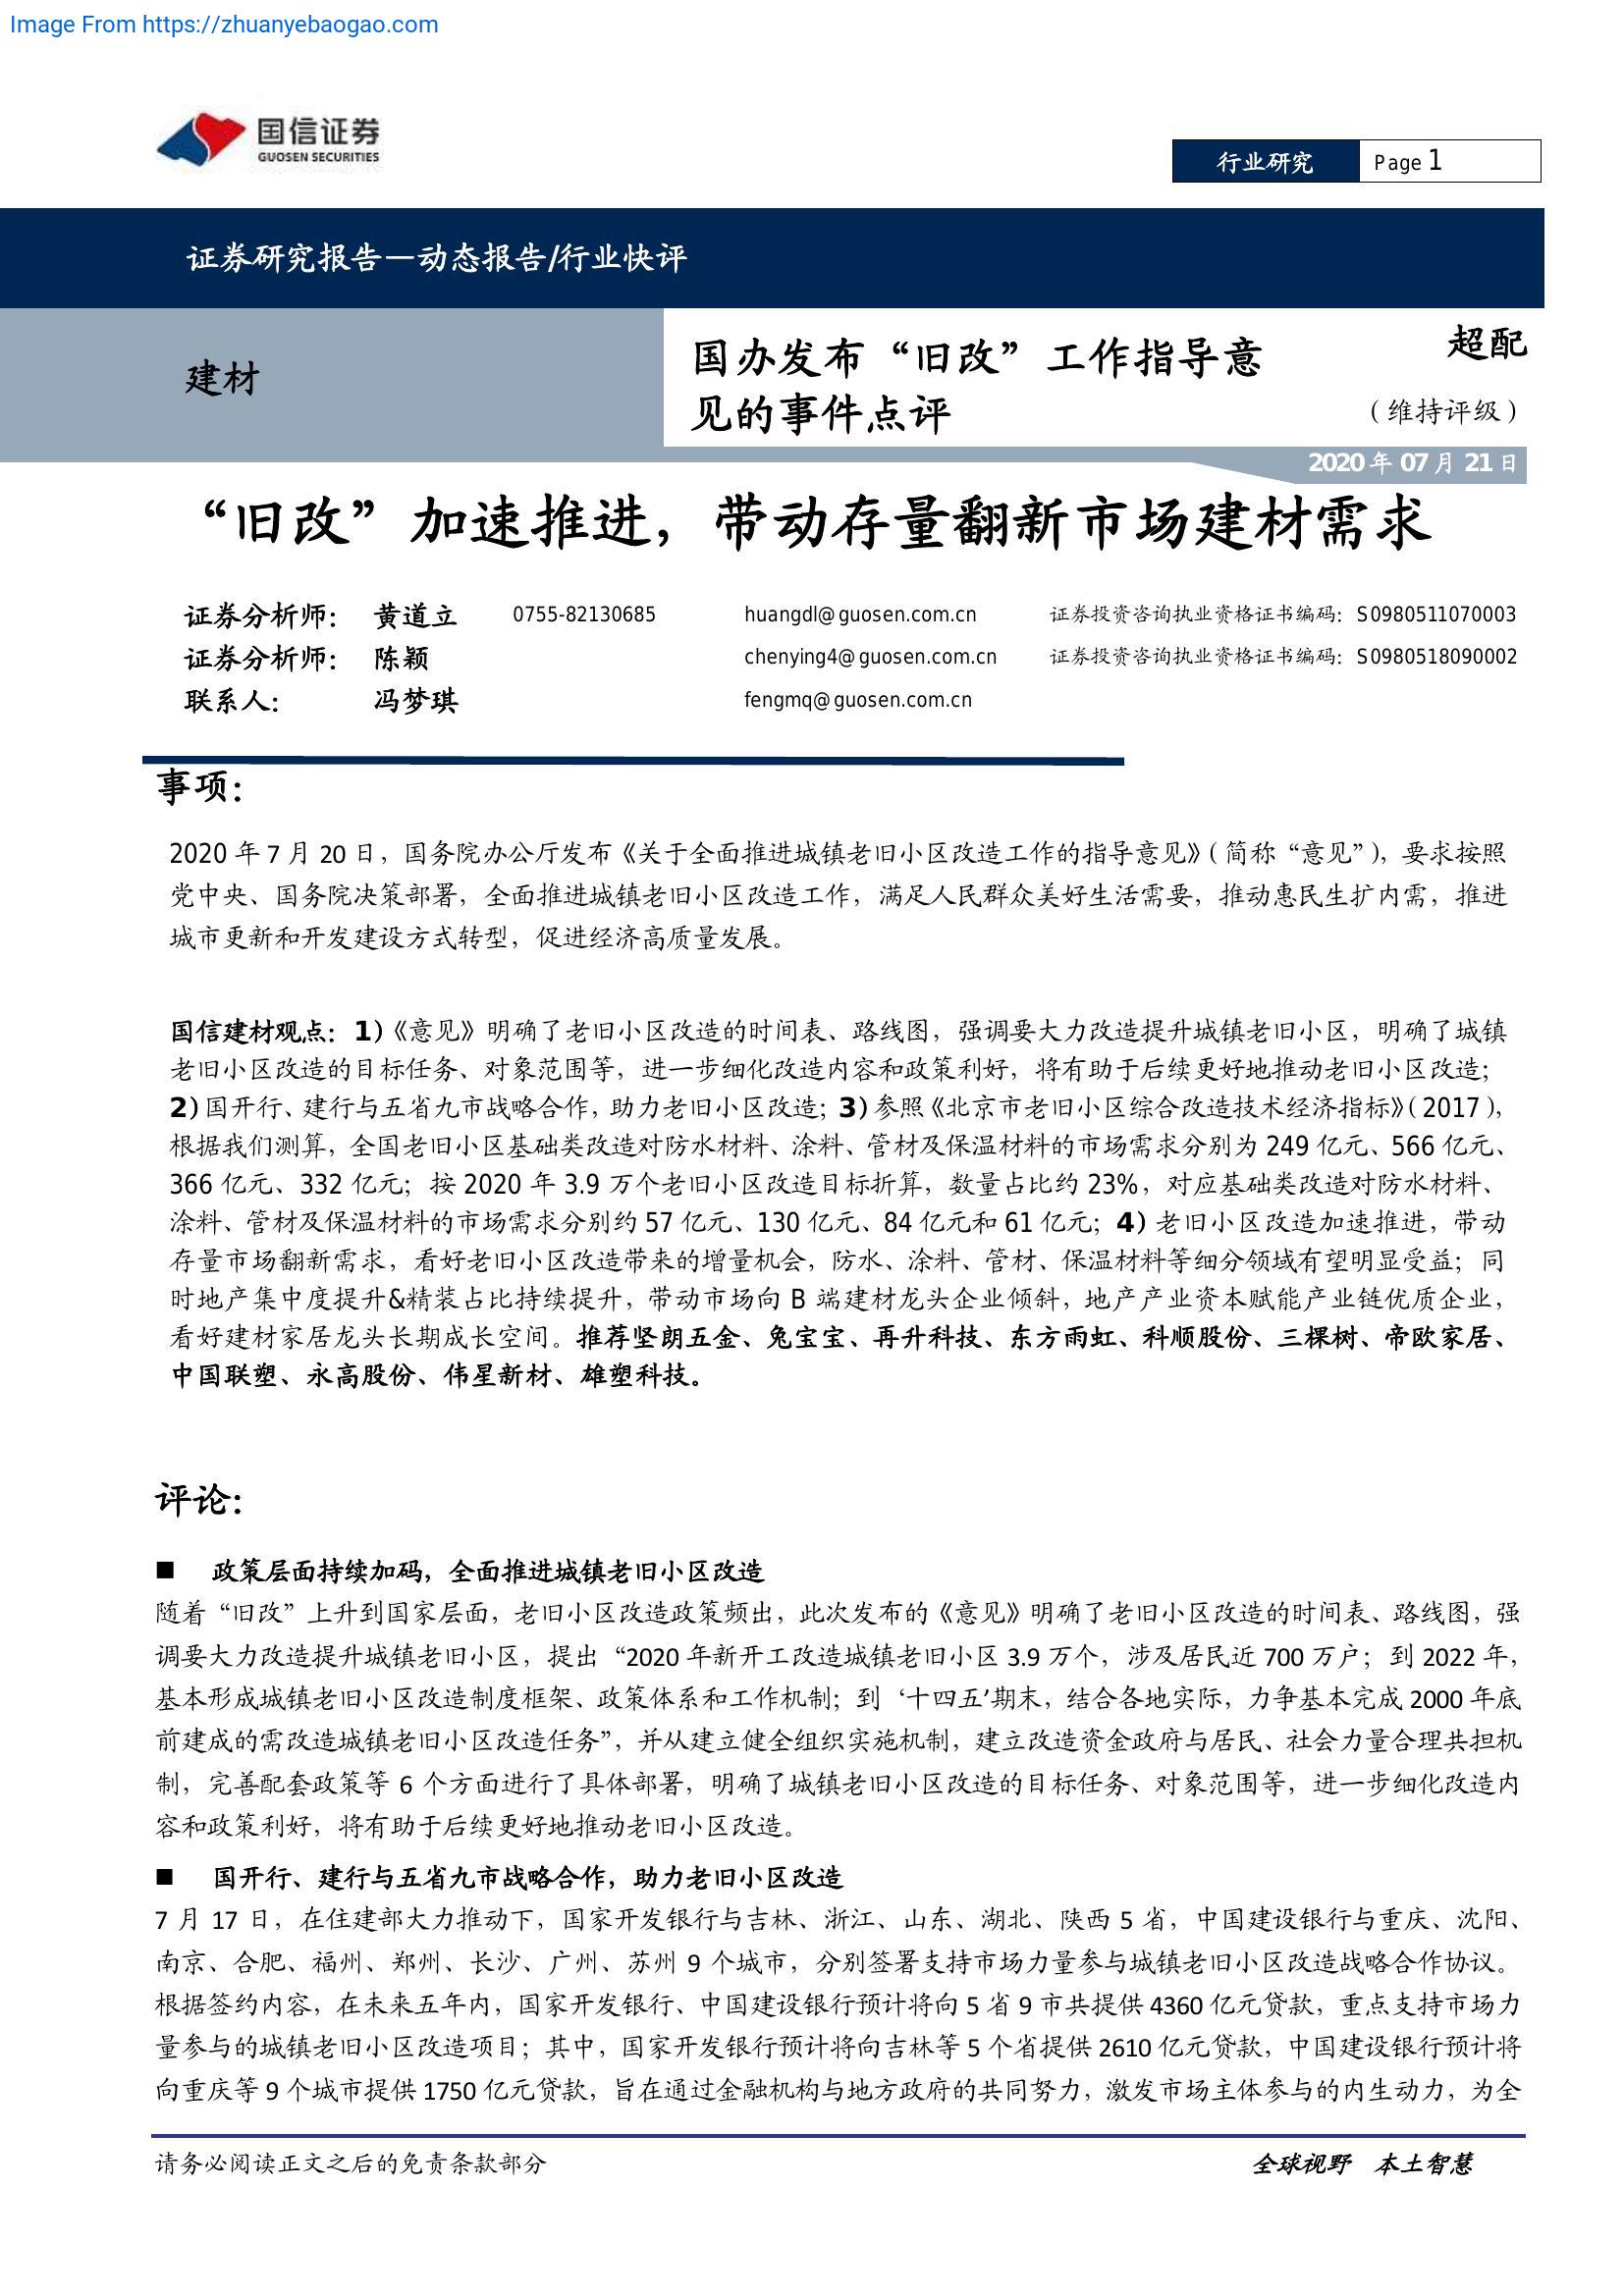 Image From https://zhuanyebaogao.com
国信证券
GUOSEN SECURITIES
行业研究 Page 1
证券研究报告—动态报告/行业快评
建材
国办发布“旧改”工作指导意
见的事件点评
超配
（维持评级）
2020 年 07 月 21 日
“旧改”加速推进，带动存量翻新市场建材需求
证券分析师： 黄道立 0755-82130685 huangdl@guosen.com.cn 证券投资咨询执业资格证书编码：S0980511070003
证券分析师： 陈颖 chenying4@guosen.com.cn 证券投资咨询执业资格证书编码：S0980518090002
联系人： 冯梦琪 fengmq@guosen.com.cn
事项：
2020 年 7 月 20 日，国务院办公厅发布《关于全面推进城镇老旧小区改造工作的指导意见》（简称“意见”），要求按照
党中央、国务院决策部署，全面推进城镇老旧小区改造工作，满足人民群众美好生活需要，推动惠民生扩内需，推进
城市更新和开发建设方式转型，促进经济高质量发展。
国信建材观点：1）《意见》明确了老旧小区改造的时间表、路线图，强调要大力改造提升城镇老旧小区，明确了城镇
老旧小区改造的目标任务、对象范围等，进一步细化改造内容和政策利好，将有助于后续更好地推动老旧小区改造；
2）国开行、建行与五省九市战略合作，助力老旧小区改造；3）参照《北京市老旧小区综合改造技术经济指标》（2017），
根据我们测算，全国老旧小区基础类改造对防水材料、涂料、管材及保温材料的市场需求分别为 249 亿元、566 亿元、
366 亿元、332 亿元；按 2020 年 3.9 万个老旧小区改造目标折算，数量占比约 23%，对应基础类改造对防水材料、
涂料、管材及保温材料的市场需求分别约 57 亿元、130 亿元、84 亿元和 61 亿元；4）老旧小区改造加速推进，带动
存量市场翻新需求，看好老旧小区改造带来的增量机会，防水、涂料、管材、保温材料等细分领域有望明显受益；同
时地产集中度提升&精装占比持续提升，带动市场向 B 端建材龙头企业倾斜，地产产业资本赋能产业链优质企业，
看好建材家居龙头长期成长空间。推荐坚朗五金、兔宝宝、再升科技、东方雨虹、科顺股份、三棵树、帝欧家居、
中国联塑、永高股份、伟星新材、雄塑科技。
评论：
■ 政策层面持续加码，全面推进城镇老旧小区改造
随着“旧改”上升到国家层面，老旧小区改造政策频出，此次发布的《意见》明确了老旧小区改造的时间表、路线图，强
调要大力改造提升城镇老旧小区，提出“2020 年新开工改造城镇老旧小区 3.9 万个，涉及居民近 700 万户；到 2022 年，
基本形成城镇老旧小区改造制度框架、政策体系和工作机制；到‘十四五’期末，结合各地实际，力争基本完成 2000 年底
前建成的需改造城镇老旧小区改造任务”，并从建立健全组织实施机制，建立改造资金政府与居民、社会力量合理共担机
制，完善配套政策等 6 个方面进行了具体部署，明确了城镇老旧小区改造的目标任务、对象范围等，进一步细化改造内
容和政策利好，将有助于后续更好地推动老旧小区改造。
■ 国开行、建行与五省九市战略合作，助力老旧小区改造
7 月 17 日，在住建部大力推动下，国家开发银行与吉林、浙江、山东、湖北、陕西 5 省，中国建设银行与重庆、沈阳、
南京、合肥、福州、郑州、长沙、广州、苏州 9 个城市，分别签署支持市场力量参与城镇老旧小区改造战略合作协议。
根据签约内容，在未来五年内，国家开发银行、中国建设银行预计将向 5 省 9 市共提供 4360 亿元贷款，重点支持市场力
量参与的城镇老旧小区改造项目；其中，国家开发银行预计将向吉林等 5 个省提供 2610 亿元贷款，中国建设银行预计将
向重庆等 9 个城市提供 1750 亿元贷款，旨在通过金融机构与地方政府的共同努力，激发市场主体参与的内生动力，为全
请务必阅读正文之后的免责条款部分 全球视野 本土智慧